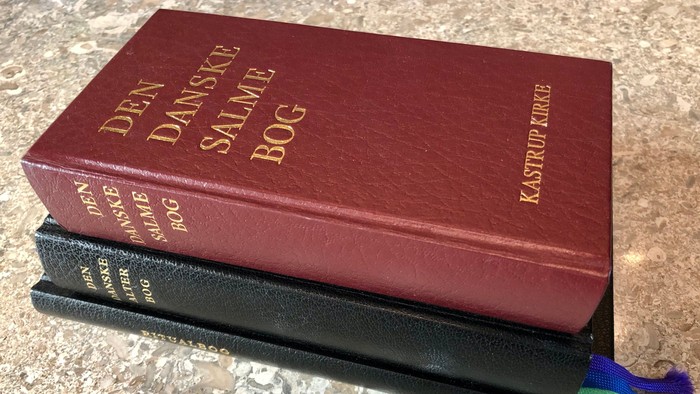 DEN
DANSKE
SALME
BOG
KASTRUP KIRKE
DEN
DANSKE
SALME
BOG
DEN
DANSKE
ALTER
BOG
RITUALBOG